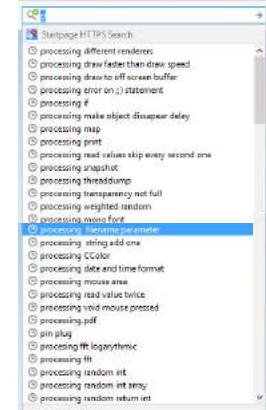 Startpage HTTPS Search
processing different renderers
processing draw faster than draw speed
processing draw to off screen buffer
processing error on ;;) statement
processing if
processing make object dissapear delay
processing map
processing print
processing read values skip every second one
processing snapshot
processing threaddump
processing transparency not full
processing weighted random
processing.mono font
processing  filename parameter
processing  string add one
processing CColor
processing date and time format
processing mouse area
processing read value twice
processing void mouse pressed
processing.pdf
pin plug
procesing fft logarythmic
processing fft
processing random int
processing random int array
processing random return int